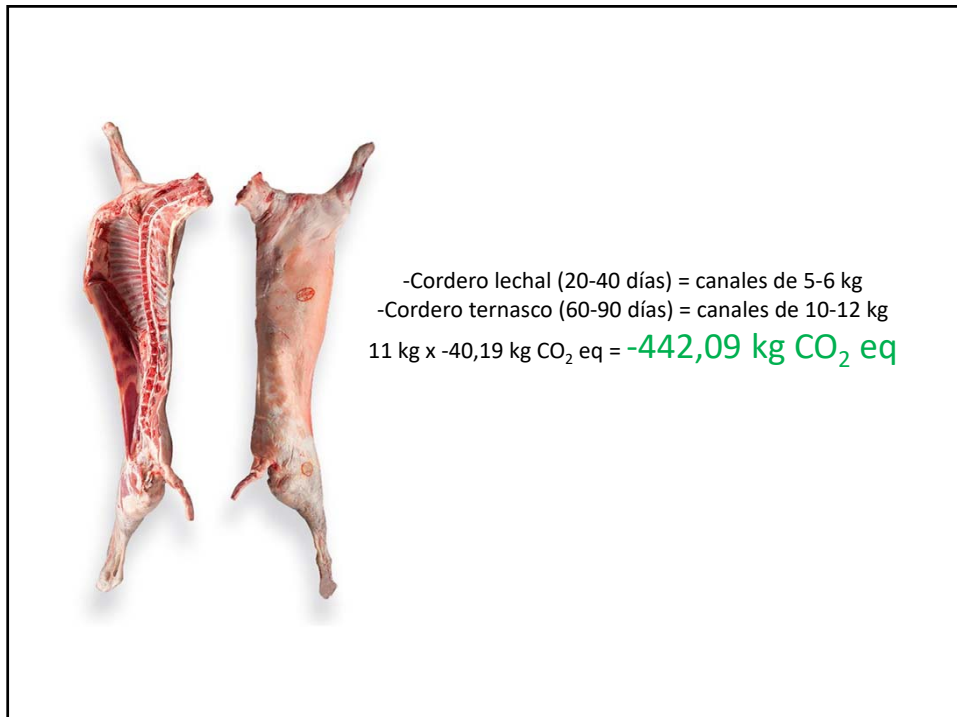 -Cordero lechal (20-40 días) = canales de 5-6 kg
-Cordero ternasco (60-90 días) = canales de 10-12 kg
11 kg x -40,19 kg CO₂ eq = -442,09 kg CO₂ eq